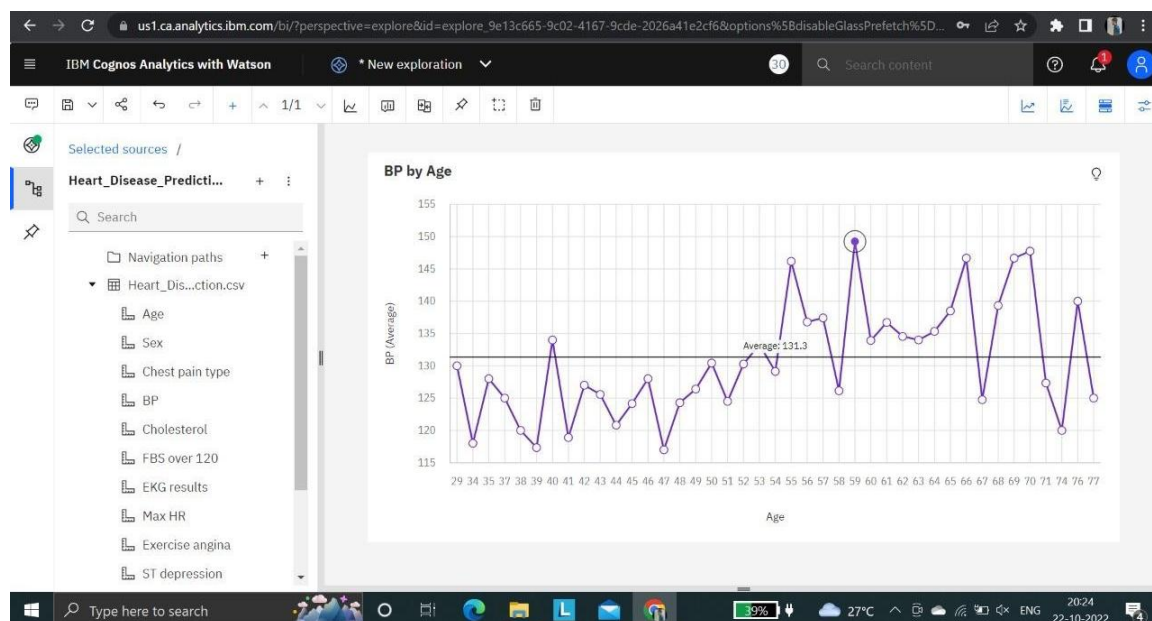 us1.ca.analytics.ibm.com/bi/?perspective=explore&id=explore_9e13c665-9c02-4167-9cde-2026a41e2cf6&options%5BdisableGlassPrefetch%5D...
IBM Cognos Analytics with Watson
* New exploration
30
Search content
1
1/1
Selected sources /
Heart_Disease_Predicti...
Search
Navigation paths
Heart_Dis...ction.csv
Age
Sex
Chest pain type
BP
Cholesterol
FBS over 120
EKG results
Max HR
Exercise angina
ST depression
BP by Age
155
150
145
140
135
130
125
120
115
BP (Average)
Average: 131.3
29 34 35 37 38 39 40 41 42 43 44 45 46 47 48 49 50 51 52 53 54 55 56 57 58 59 60 61 62 63 64 65 66 67 68 69 70 71 74 76 77
Age
Type here to search
L
39%
27°C
ENG
20:24
22-10-2022
4